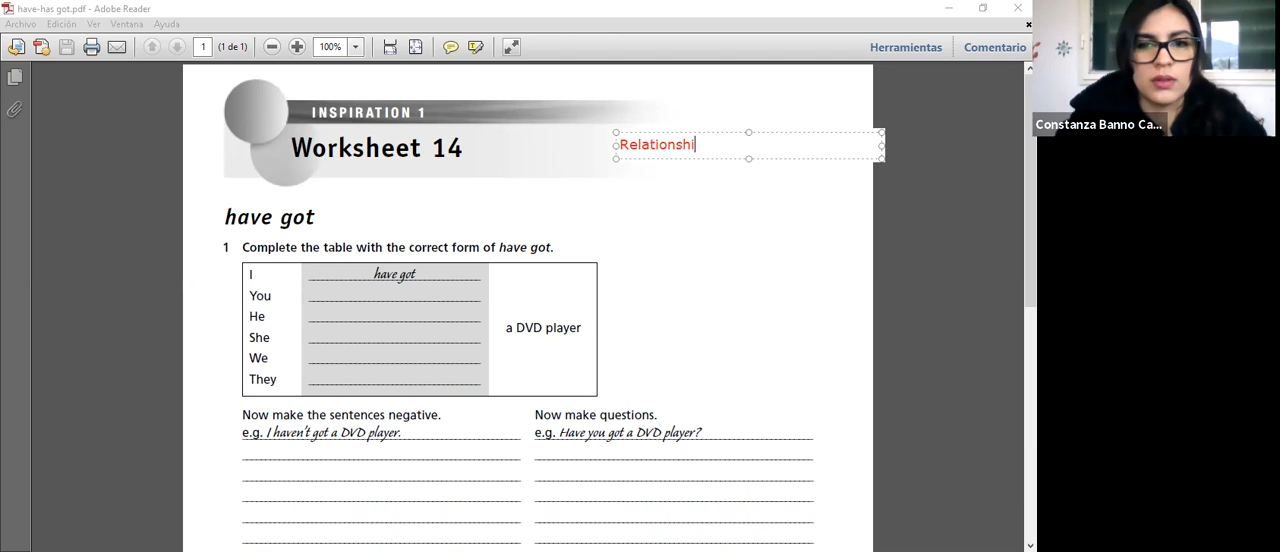 have-has got.pdf - Adobe Reader
Archivo Edición Ver Ventana Ayuda
1 (1 de 1) 100% Herramientas Comentario
INSPIRATION 1
Worksheet 14
Relationshi
have got
1 Complete the table with the correct form of have got.
I have got
You
He
She
We
They
a DVD player
Now make the sentences negative.
e.g. I haven't got a DVD player.
Now make questions.
e.g. Have you got a DVD player?
Constanza Banno Ca...